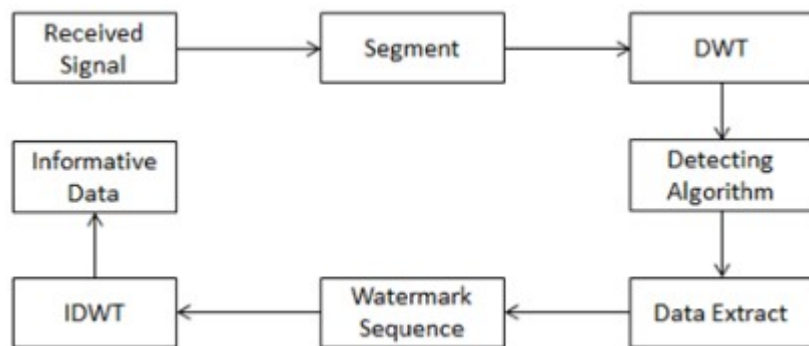 Received
Signal
Segment
DWT
Detecting
Algorithm
Data Extract
Watermark
Sequence
IDWT
Informative
Data